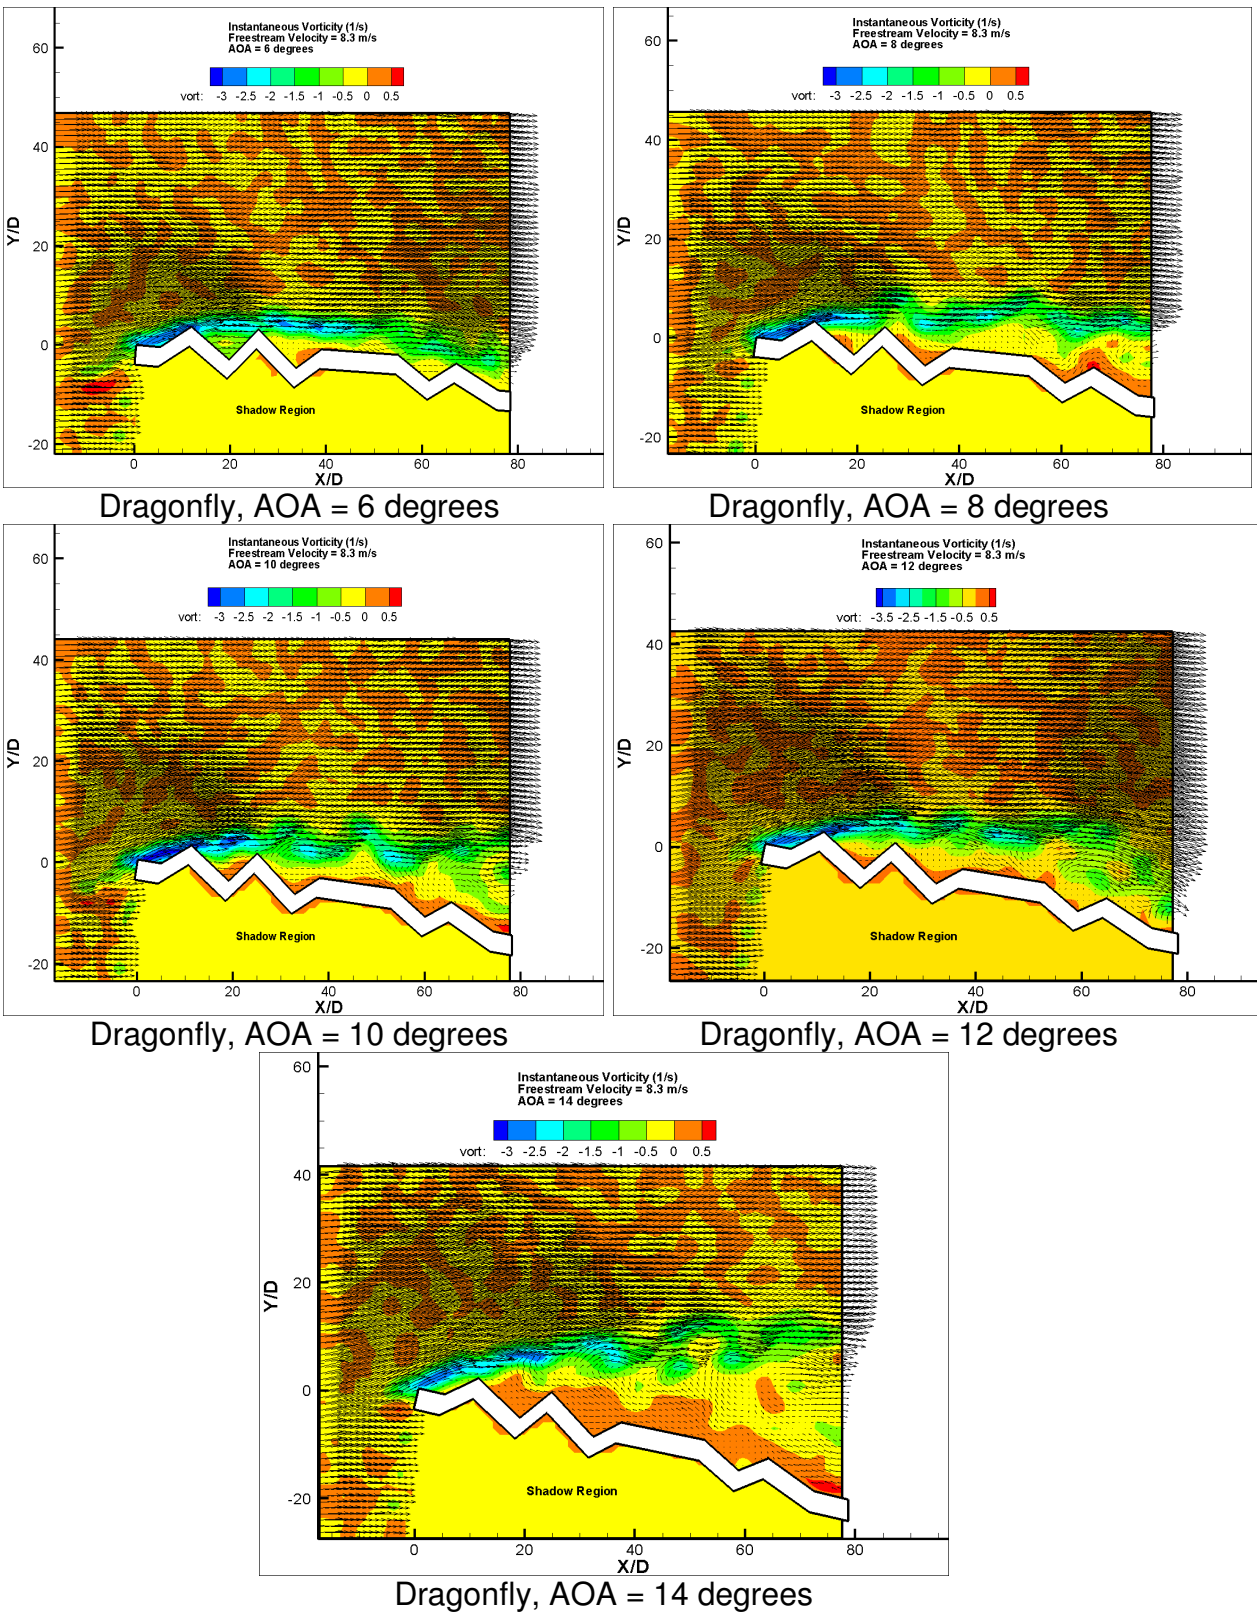 Instantaneous Vorticity (1/s)
Freestream Velocity = 8.3 m/s
AOA = 6 degrees
vort: -3 -2.5 -2 -1.5 -1 -0.5 0 0.5
60
40
20
0
-20
Y/D
Shadow Region
0 20 40 60 80
X/D
Dragonfly, AOA = 6 degrees
Instantaneous Vorticity (1/s)
Freestream Velocity = 8.3 m/s
AOA = 8 degrees
vort: -3 -2.5 -2 -1.5 -1 -0.5 0 0.5
60
40
20
0
-20
Y/D
Shadow Region
0 20 40 60 80
X/D
Dragonfly, AOA = 8 degrees
Instantaneous Vorticity (1/s)
Freestream Velocity = 8.3 m/s
AOA = 10 degrees
vort: -3 -2.5 -2 -1.5 -1 -0.5 0 0.5
60
40
20
0
-20
Y/D
Shadow Region
0 20 40 60 80
X/D
Dragonfly, AOA = 10 degrees
Instantaneous Vorticity (1/s)
Freestream Velocity = 8.3 m/s
AOA = 12 degrees
vort: -3.5 -2.5 -1.5 -0.5 0.5
60
40
20
0
-20
Y/D
Shadow Region
0 20 40 60 80
X/D
Dragonfly, AOA = 12 degrees
Instantaneous Vorticity (1/s)
Freestream Velocity = 8.3 m/s
AOA = 14 degrees
vort: -3 -2.5 -2 -1.5 -1 -0.5 0 0.5
60
40
20
0
-20
Y/D
Shadow Region
0 20 40 60 80
X/D
Dragonfly, AOA = 14 degrees